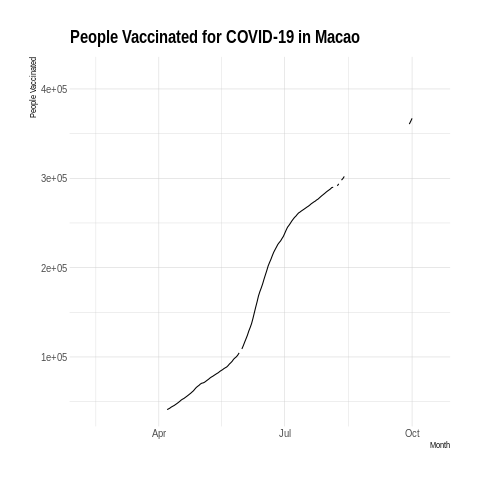 People Vaccinated for COVID-19 in Macao
People Vaccinated
4e+05
3e+05
2e+05
1e+05
Apr
Jul
Oct
Month